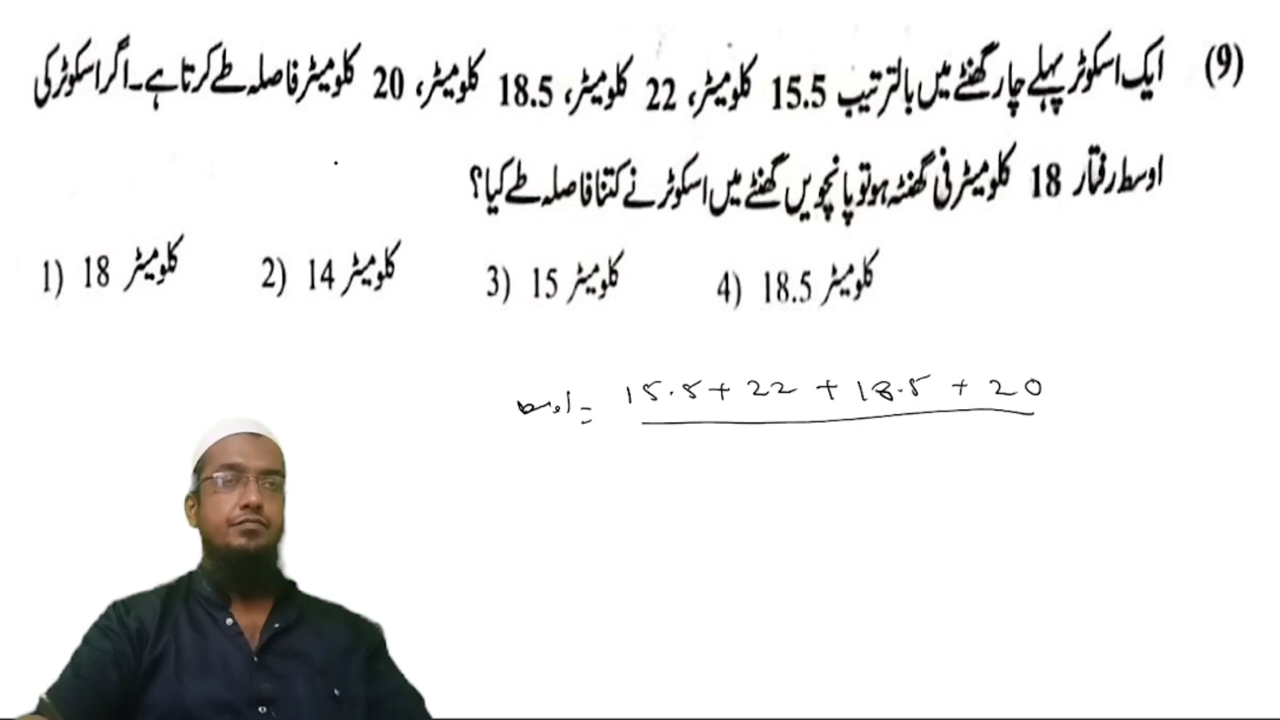 (9) ایک اسکوٹر پہلے چار گھنٹے میں بالترتیب 15.5 کلومیٹر، 22 کلومیٹر، 18.5 کلومیٹر، 20 کلومیٹر فاصلہ طے کرتا ہے۔ اگر اسکوٹر کی
اوسط رفتار 18 کلومیٹر فی گھنٹہ ہو تو پانچویں گھنٹے میں اسکوٹر نے کتنا فاصلہ طے کیا؟
1) 18 کلومیٹر 2) 14 کلومیٹر 3) 15 کلومیٹر 4) 18.5 کلومیٹر
اوسط = 15.5 + 22 + 18.5 + 20